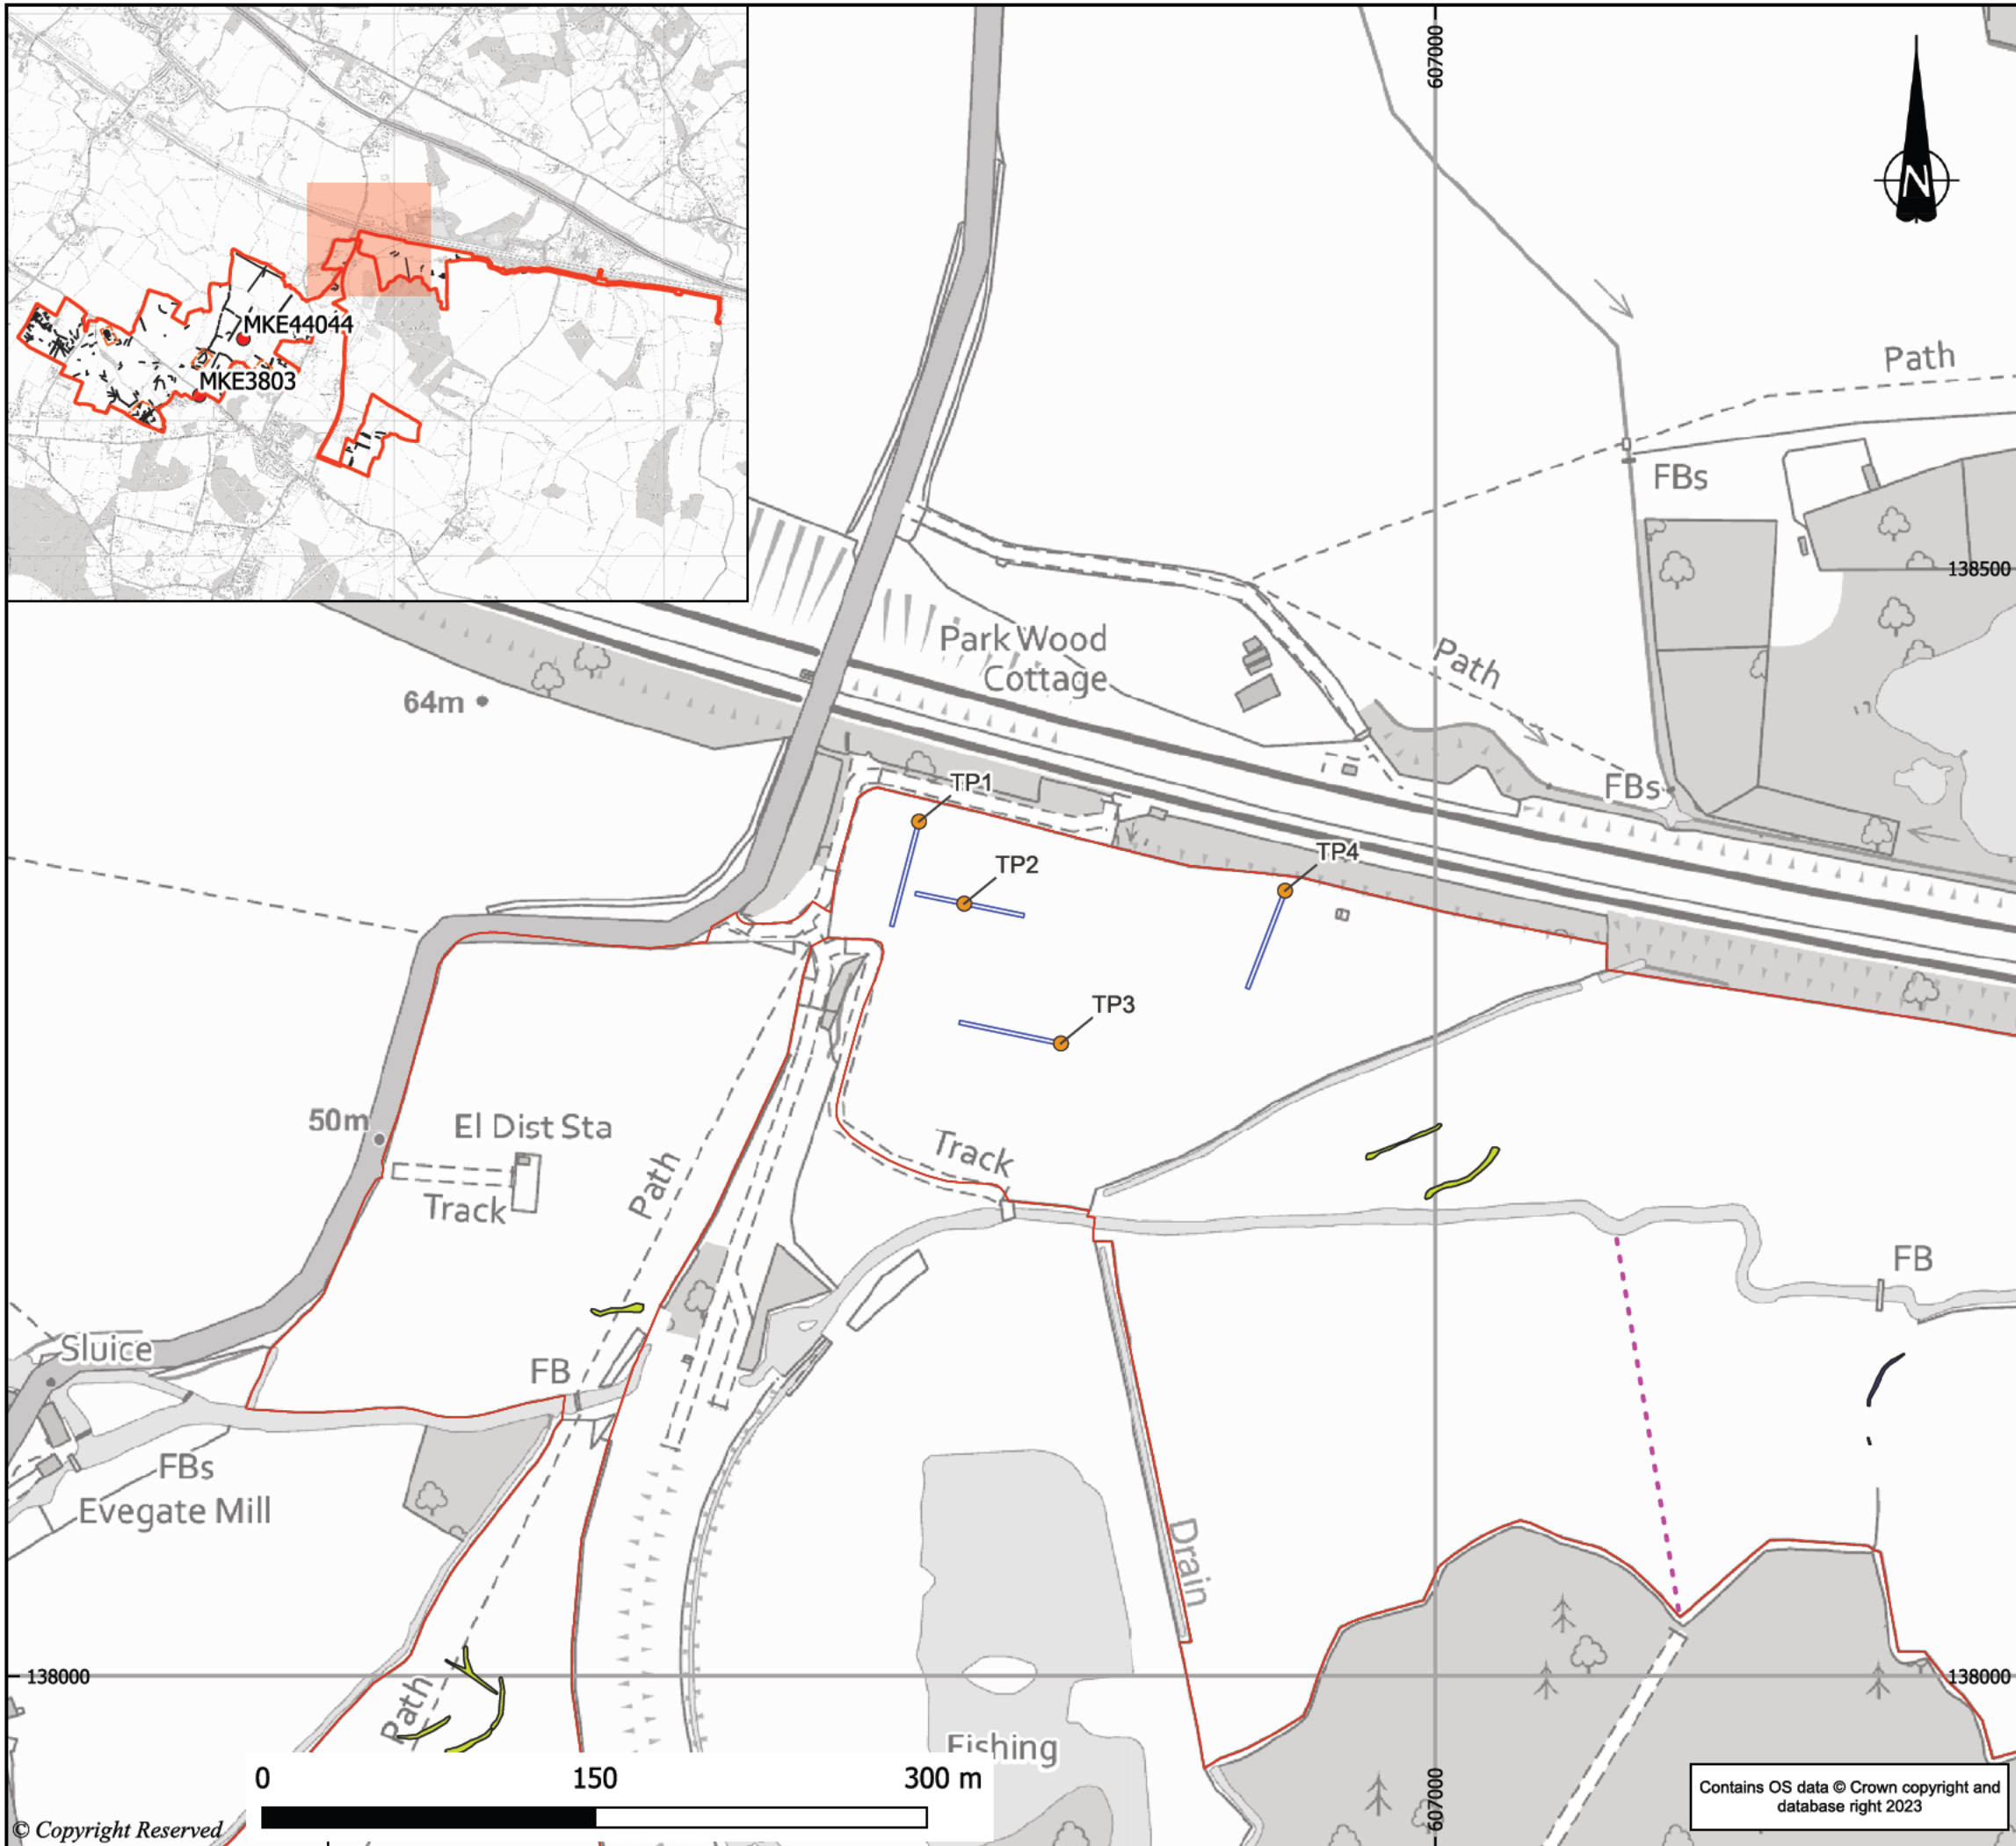 MKE44044
MKE3803
607000
N
Path
FBs
138500
Park Wood
Cottage
Path
64m
FBs
TP1
TP2
TP4
TP3
50m
El Dist Sta
Track
Path
Track
FB
Sluice
FB
FBs
Evegate Mill
Drain
138000
138000
Path
Fishing
0 150 300 m
607000
Contains OS data © Crown copyright and
database right 2023
© Copyright Reserved